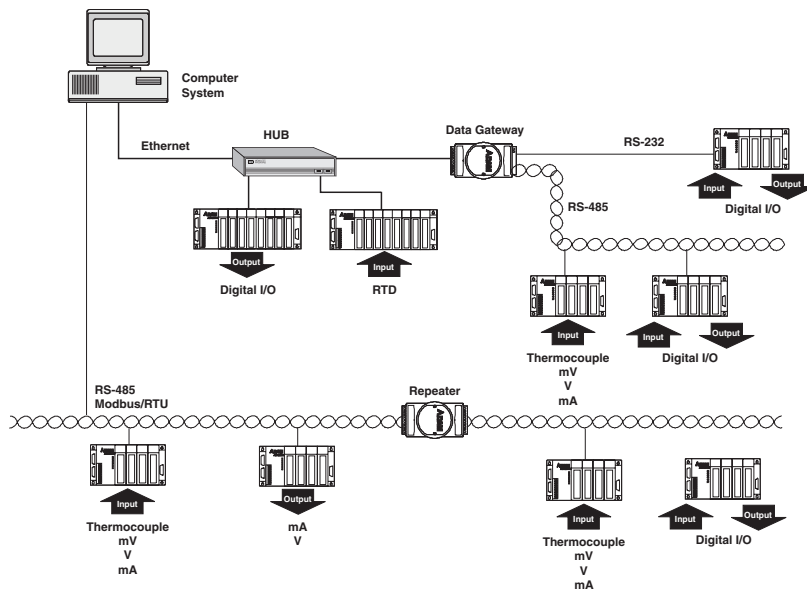 Computer
System
Ethernet
HUB
Data Gateway
RS-232
Input
Output
Digital I/O
RS-485
Output
Digital I/O
Input
RTD
Input
Thermocouple
mV
V
mA
Input
Output
Digital I/O
RS-485
Modbus/RTU
Repeater
Input
Thermocouple
mV
V
mA
Output
mA
V
Input
Thermocouple
mV
V
mA
Input
Output
Digital I/O